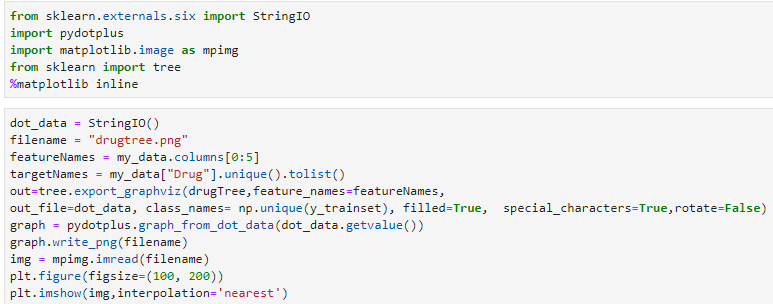 from sklearn.externals.six import StringIO
import pydotplus
import matplotlib.image as mpimg
from sklearn import tree
%matplotlib inline
dot_data = StringIO()
filename = "drugtree.png"
featureNames = my_data.columns[0:5]
targetNames = my_data["Drug"].unique().tolist()
out=tree.export_graphviz(drugTree,feature_names=featureNames,
out_file=dot_data, class_names= np.unique(y_trainset), filled=True,  special_characters=True,rotate=False)
graph = pydotplus.graph_from_dot_data(dot_data.getvalue())
graph.write_png(filename)
img = mpimg.imread(filename)
plt.figure(figsize=(100, 200))
plt.imshow(img,interpolation='nearest')